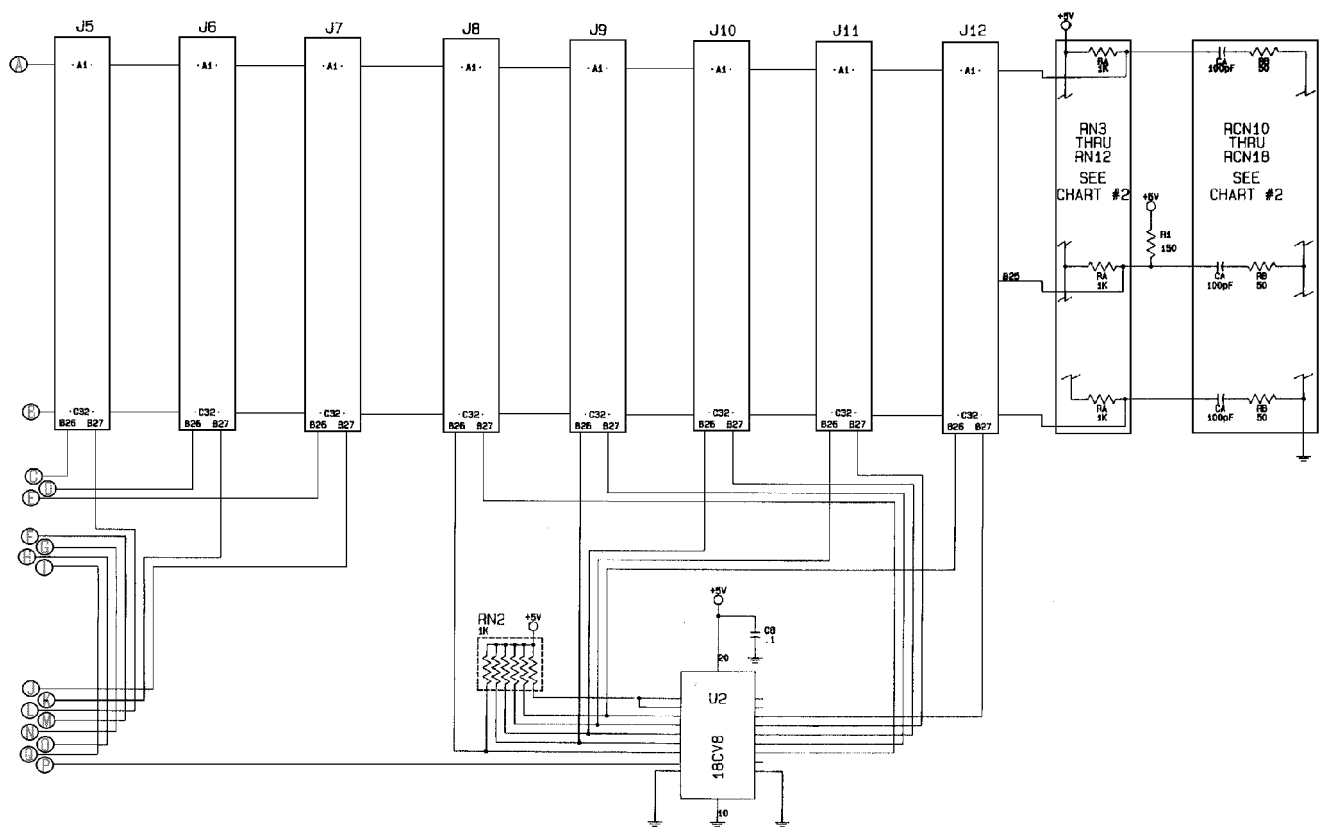 J5 J6 J7 J8 J9 J10 J11 J12
+5V
A ·A1· ·A1· ·A1· ·A1· ·A1· ·A1· ·A1· ·A1·
RA
1K
CA
100pF
RB
50
RN3
THRU
RN12
SEE
CHART #2
RCN10
THRU
RCN18
SEE
CHART #2
+5V
R1
150
B25
RA
1K
CA
100pF
RB
50
RA
1K
CA
100pF
RB
50
B ·C32· ·C32· ·C32· ·C32· ·C32· ·C32· ·C32· ·C32·
B26 B27 B26 B27 B26 B27 B26 B27 B26 B27 B26 B27 B26 B27 B26 B27
C
D
E
F
G
H
I
+5V
C8
.1
RN2
1K
+5V
20
U2
18CV8
10
J
K
L
M
N
O
Q
P